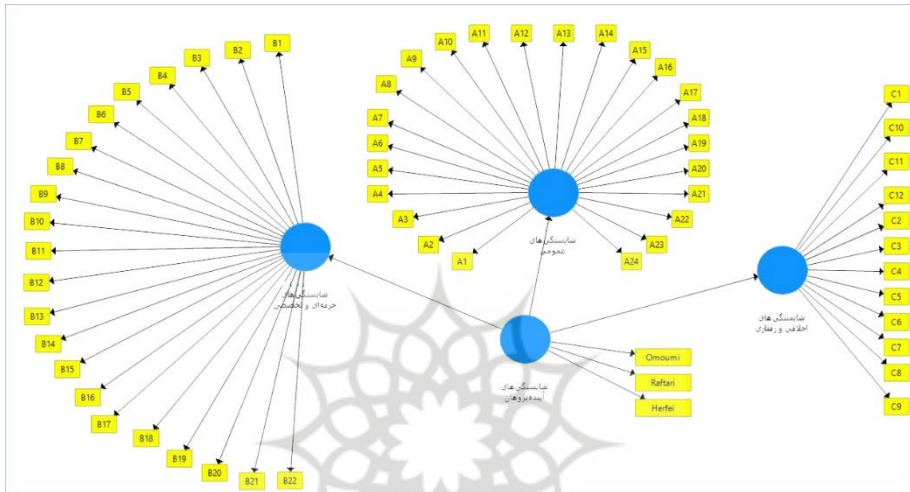 B1
B2
B3
B4
B5
B6
B7
B8
B9
B10
B11
B12
B13
B14
B15
B16
B17
B18
B19
B20
B21
B22
شایستگی‌های
حرفه‌ای و تخصصی
A1
A2
A3
A4
A5
A6
A7
A8
A9
A10
A11
A12
A13
A14
A15
A16
A17
A18
A19
A20
A21
A22
A23
A24
شایستگی‌های
عمومی
شایستگی‌های
آینده‌پژوهان
Omoumi
Raftari
Herfei
شایستگی‌های
اخلاقی و رفتاری
C1
C10
C11
C12
C2
C3
C4
C5
C6
C7
C8
C9